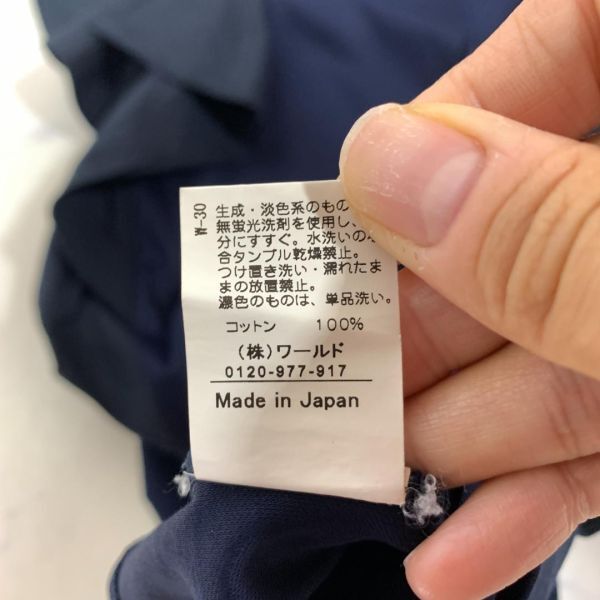 W-30
生成・淡色系のもの
無蛍光洗剤を使用し、
分にすすぐ。水洗いの
合タンブル乾燥禁止。
つけ置き洗い・濡れたま
まの放置禁止。
濃色のものは、単品洗い。
コットン 100%
(株)ワールド
0120-977-917
Made in Japan